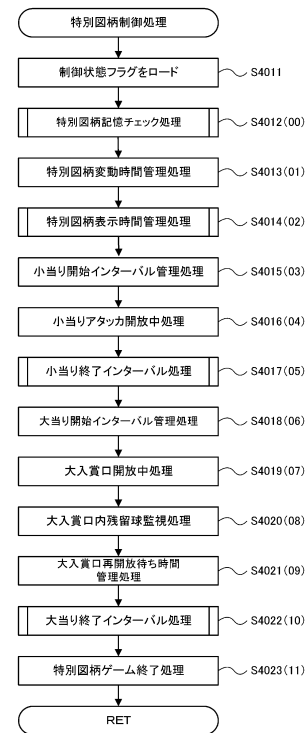 特別図柄制御処理
制御状態フラグをロード
S4011
特別図柄記憶チェック処理
S4012(00)
特別図柄変動時間管理処理
S4013(01)
特別図柄表示時間管理処理
S4014(02)
小当り開始インターバル管理処理
S4015(03)
小当りアタッカ開放中処理
S4016(04)
小当り終了インターバル処理
S4017(05)
大当り開始インターバル管理処理
S4018(06)
大入賞口開放中処理
S4019(07)
大入賞口内残留球監視処理
S4020(08)
大入賞口再開放待ち時間
管理処理
S4021(09)
大当り終了インターバル処理
S4022(10)
特別図柄ゲーム終了処理
S4023(11)
RET